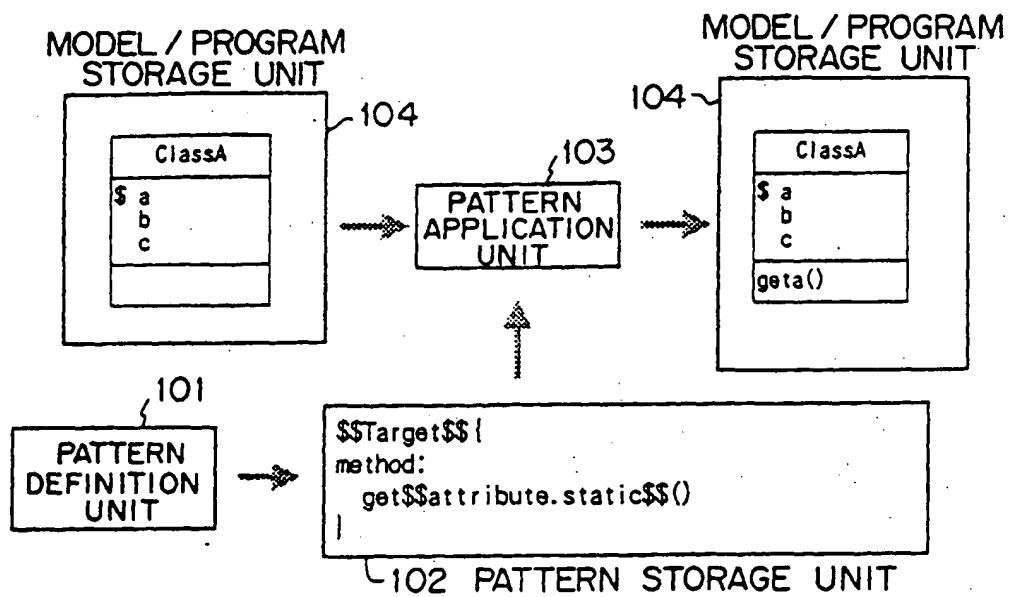 MODEL / PROGRAM
STORAGE UNIT
104
ClassA
$ a
b
c
103
PATTERN
APPLICATION
UNIT
MODEL / PROGRAM
STORAGE UNIT
104
ClassA
$ a
b
c
geta()
101
PATTERN
DEFINITION
UNIT
$$Target$${
method:
get$$attribute.static$$()
}
102 PATTERN STORAGE UNIT